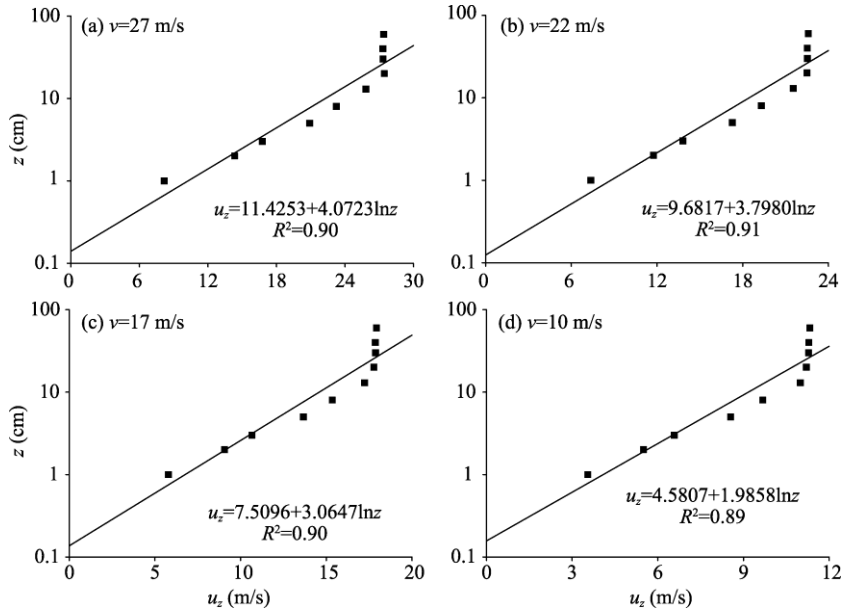 (a) v=27 m/s
z (cm)
100
10
1
0.1
u_z=11.4253+4.0723lnz
R²=0.90
0 6 12 18 24 30
(b) v=22 m/s
100
10
1
0.1
u_z=9.6817+3.7980lnz
R²=0.91
0 6 12 18 24
(c) v=17 m/s
z (cm)
100
10
1
0.1
u_z=7.5096+3.0647lnz
R²=0.90
0 5 10 15 20
u_z (m/s)
(d) v=10 m/s
100
10
1
0.1
u_z=4.5807+1.9858lnz
R²=0.89
0 3 6 9 12
u_z (m/s)